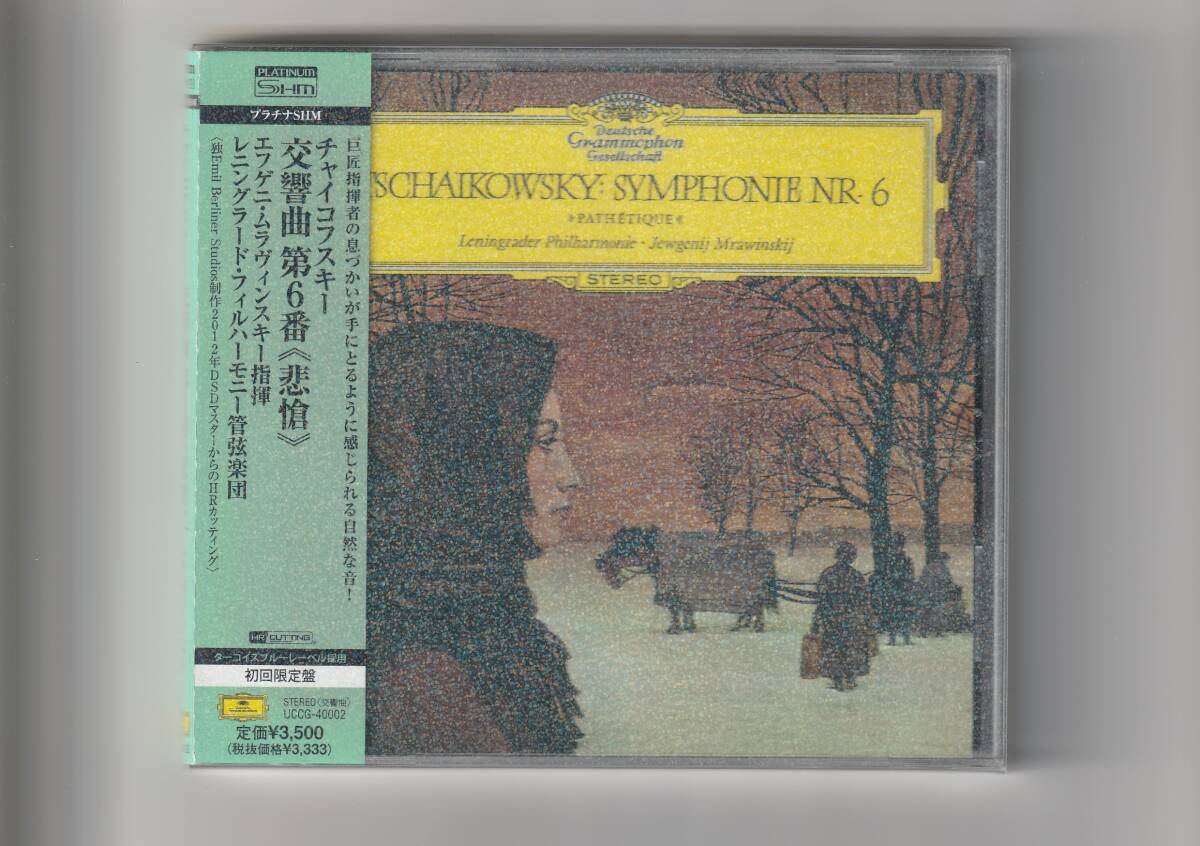 PLATINUM
SHM
プラチナSHM
巨匠指揮者の息づかいが手にとるように感じられる自然な音！
チャイコフスキー
交響曲 第6番《悲愴》
エフゲニ・ムラヴィンスキー指揮
レニングラード・フィルハーモニー管弦楽団
〈独Emil Berliner Studios制作2012年DSDマスターからのHRカッティング〉
HR CUTTING
ターコイズブルーレーベル採用
初回限定盤
STEREO〈交響曲〉
UCCG-40002
定価¥3,500
(税抜価格¥3,333)
Deutsche
Grammophon
Gesellschaft
TSCHAIKOWSKY: SYMPHONIE NR. 6
»PATHÉTIQUE«
Leningrader Philharmonie · Jewgenij Mrawinskij
STEREO